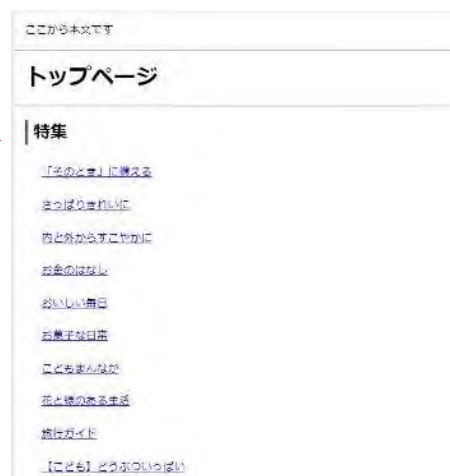 ここから本文です
トップページ
特集
「そのとき」に備える
さっぱりきれいに
内と外からすこやかに
お金のはなし
おいしい毎日
お菓子な日常
こどもまんなか
花と緑のある生活
旅行ガイド
【こども】どうぶついっぱい